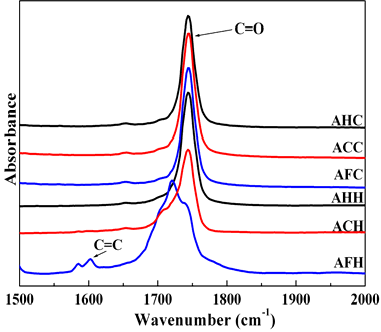 C=O
Absorbance
AHC
ACC
AFC
AHH
ACH
C=C
AFH
1500 1600 1700 1800 1900 2000
Wavenumber (cm⁻¹)